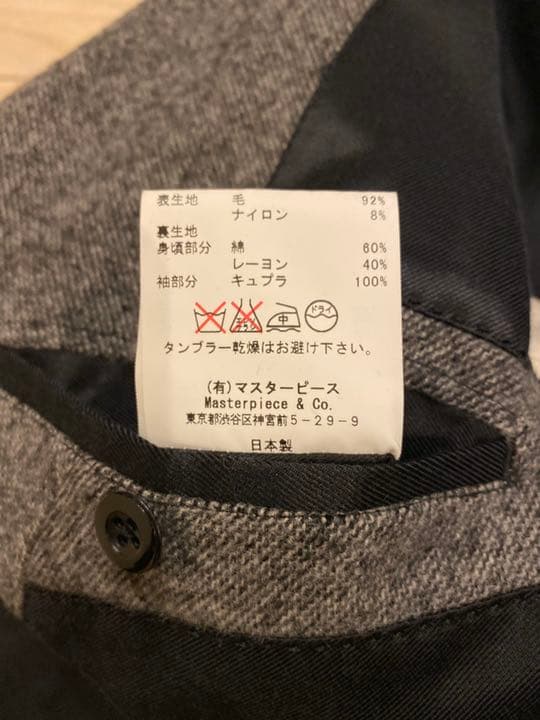 表生地 毛 92%
ナイロン 8%
裏生地
身頃部分 綿 60%
レーヨン 40%
袖部分 キュプラ 100%
中 ドライ
タンブラー乾燥はお避け下さい。
(有)マスターピース
Masterpiece & Co.
東京都渋谷区神宮前5-29-9
日本製